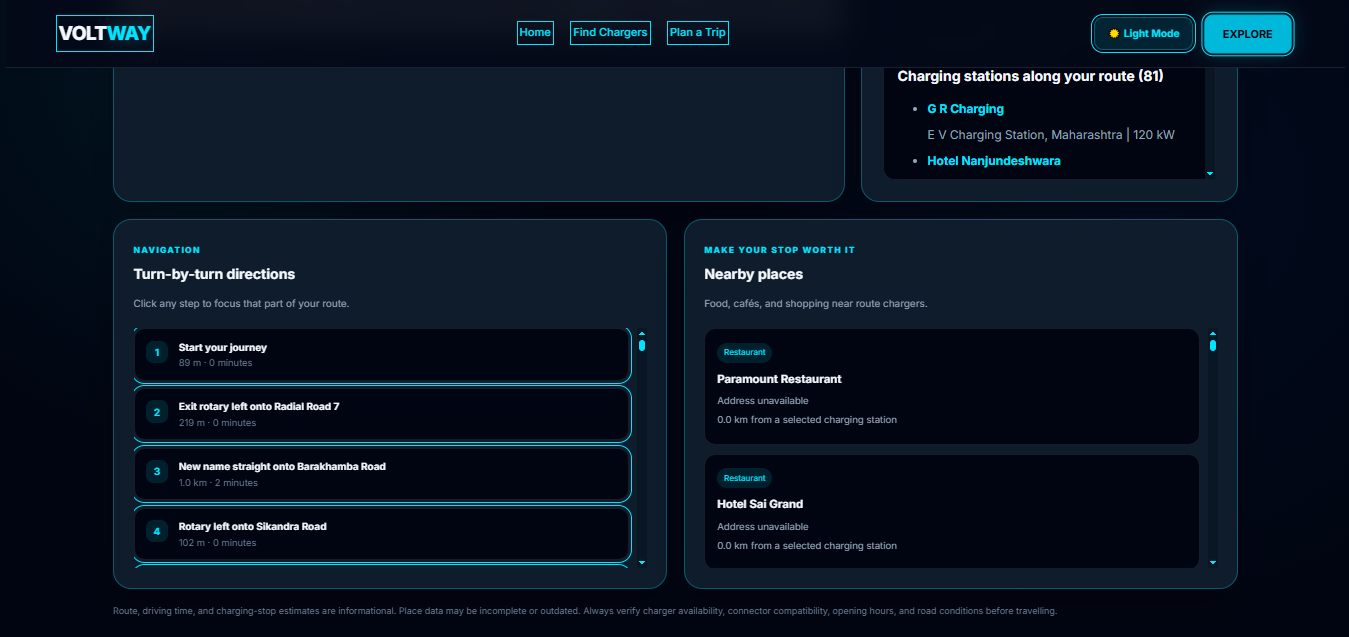 VOLTWAY
Home
Find Chargers
Plan a Trip
Light Mode
EXPLORE
Charging stations along your route (81)
G R Charging
E V Charging Station, Maharashtra | 120 kW
Hotel Nanjundeshwara
NAVIGATION
Turn-by-turn directions
Click any step to focus that part of your route.
1
Start your journey
89 m · 0 minutes
2
Exit rotary left onto Radial Road 7
219 m · 0 minutes
3
New name straight onto Barakhamba Road
1.0 km · 2 minutes
4
Rotary left onto Sikandra Road
102 m · 0 minutes
MAKE YOUR STOP WORTH IT
Nearby places
Food, cafés, and shopping near route chargers.
Restaurant
Paramount Restaurant
Address unavailable
0.0 km from a selected charging station
Restaurant
Hotel Sai Grand
Address unavailable
0.0 km from a selected charging station
Route, driving time, and charging-stop estimates are informational. Place data may be incomplete or outdated. Always verify charger availability, connector compatibility, opening hours, and road conditions before travelling.